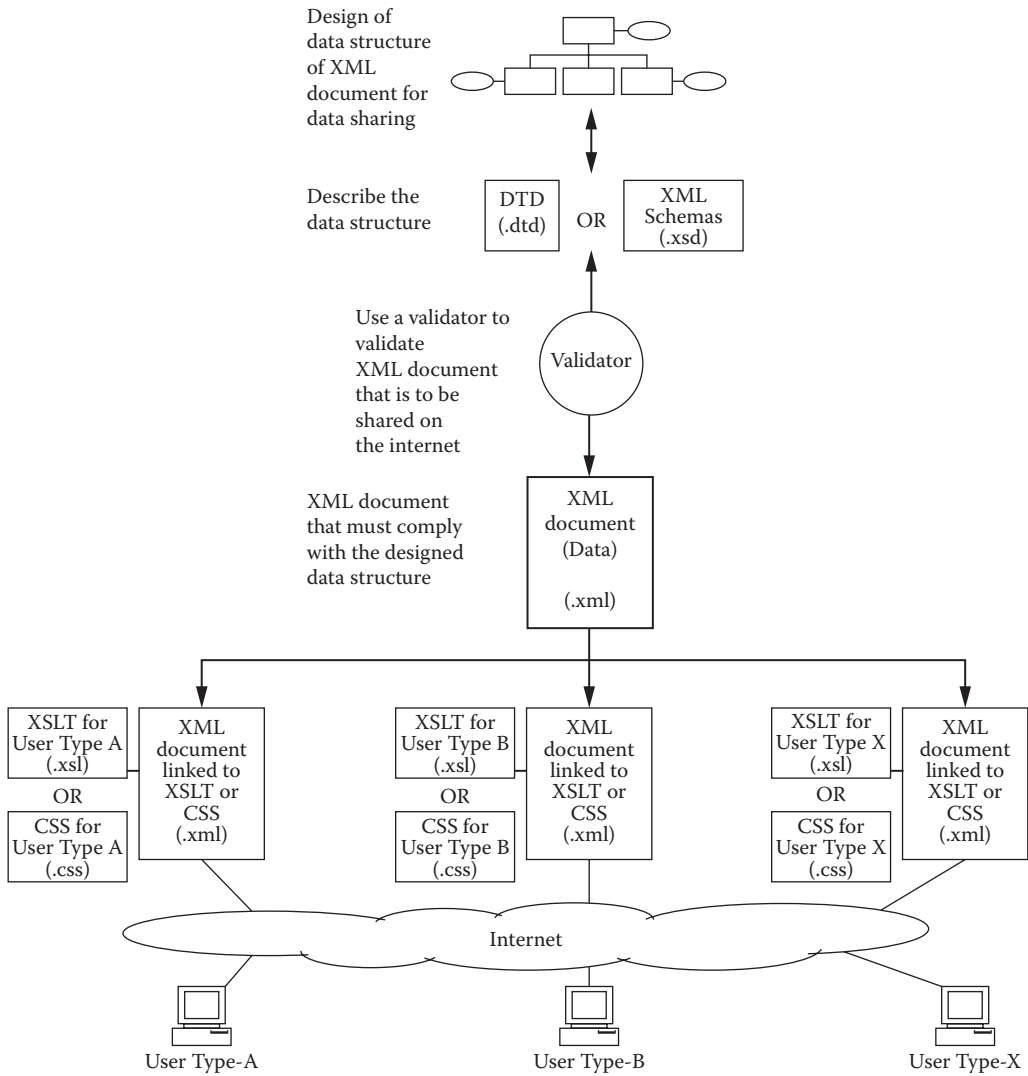 Design of
data structure
of XML
document for
data sharing
Describe the
data structure
DTD
(.dtd)
OR
XML
Schemas
(.xsd)
Use a validator to
validate
XML document
that is to be
shared on
the internet
Validator
XML document
that must comply
with the designed
data structure
XML
document
(Data)
(.xml)
XSLT for
User Type A
(.xsl)
OR
CSS for
User Type A
(.css)
XML
document
linked to
XSLT or
CSS
(.xml)
XSLT for
User Type B
(.xsl)
OR
CSS for
User Type B
(.css)
XML
document
linked to
XSLT or
CSS
(.xml)
XSLT for
User Type X
(.xsl)
OR
CSS for
User Type X
(.css)
XML
document
linked to
XSLT or
CSS
(.xml)
Internet
User Type-A
User Type-B
User Type-X